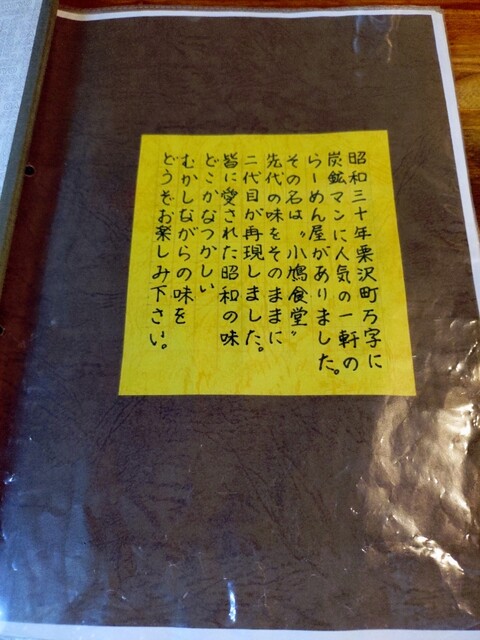 昭和三十年栗沢町万字に
炭鉱マンに人気の一軒の
らーめん屋がありました。
その名は〝小鳩食堂〟
先代の味をそのままに
二代目が再現しました。
皆に愛された昭和の味
どこかなつかしい
むかしながらの味を
どうぞお楽しみ下さい。